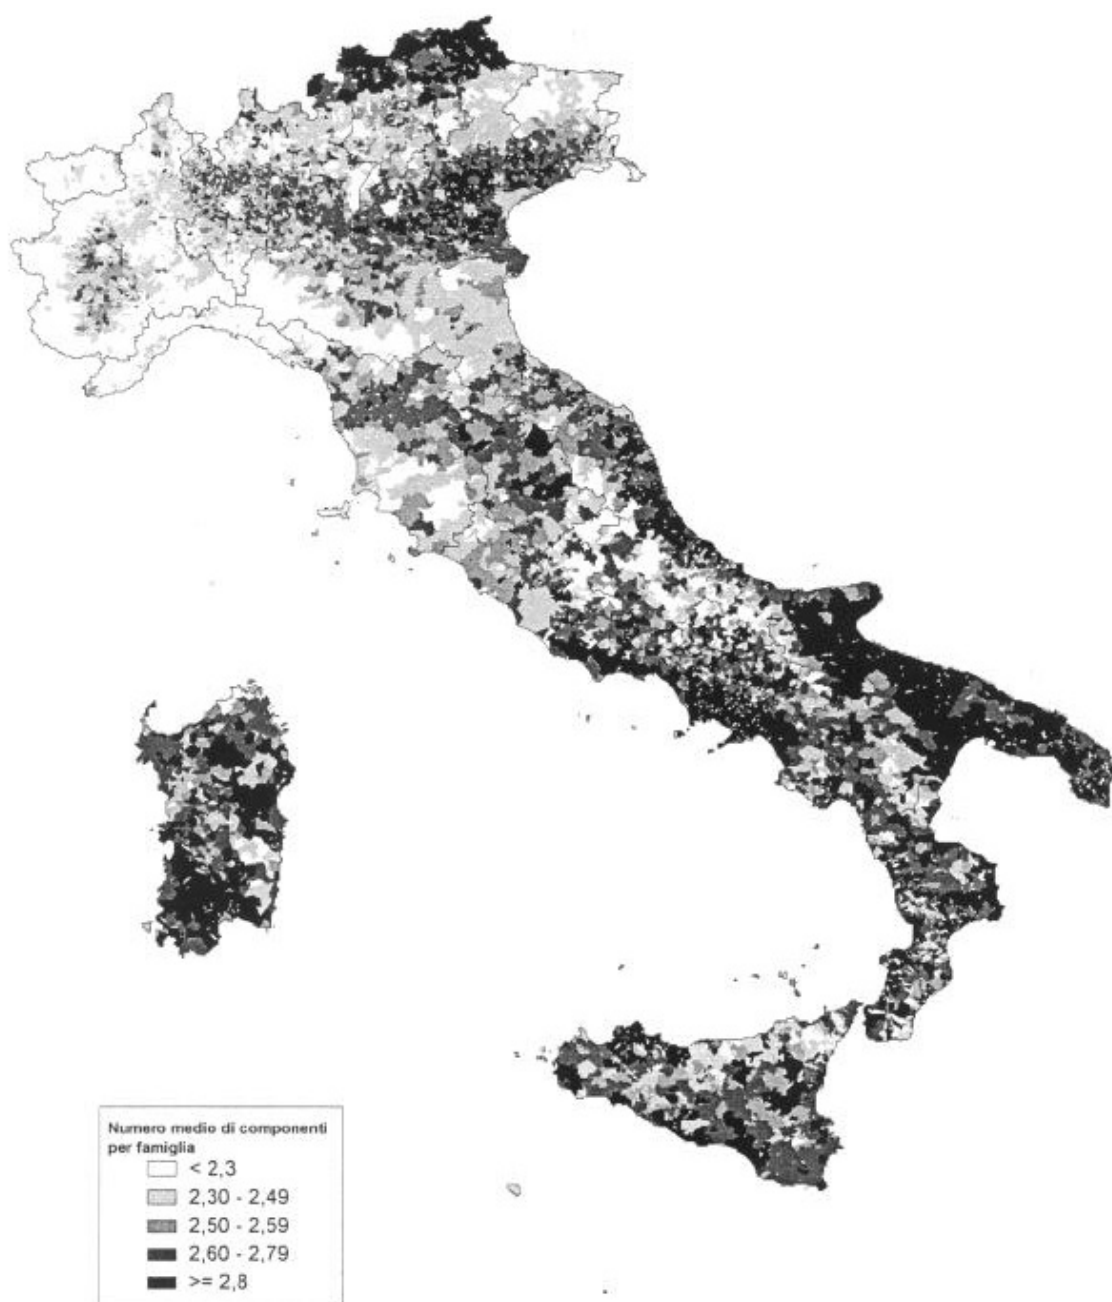 Numero medio di componenti
per famiglia
< 2,3
2,30 - 2,49
2,50 - 2,59
2,60 - 2,79
>= 2,8